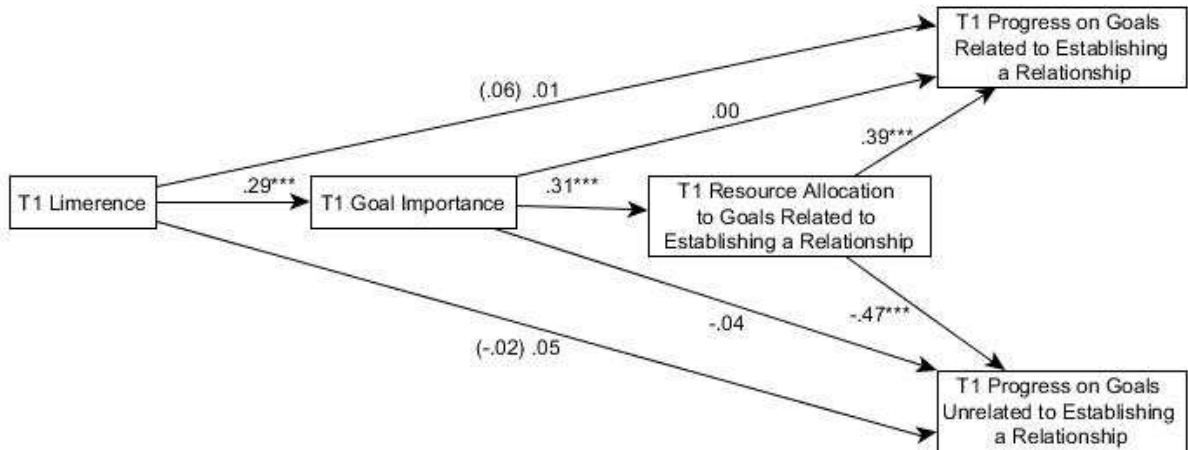 T1 Progress on Goals
Related to Establishing
a Relationship
(.06) .01
.00
.39***
T1 Limerence
.29***
T1 Goal Importance
.31***
T1 Resource Allocation
to Goals Related to
Establishing a Relationship
-.47***
-.04
(-.02) .05
T1 Progress on Goals
Unrelated to Establishing
a Relationship